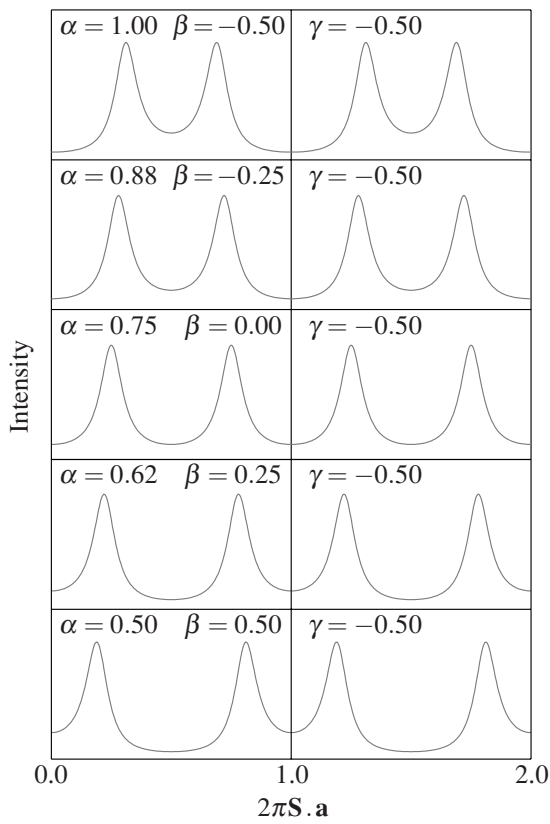 α = 1.00 β = −0.50 γ = −0.50
α = 0.88 β = −0.25 γ = −0.50
α = 0.75 β = 0.00 γ = −0.50
α = 0.62 β = 0.25 γ = −0.50
α = 0.50 β = 0.50 γ = −0.50
Intensity
0.0 1.0 2.0
2πS.a